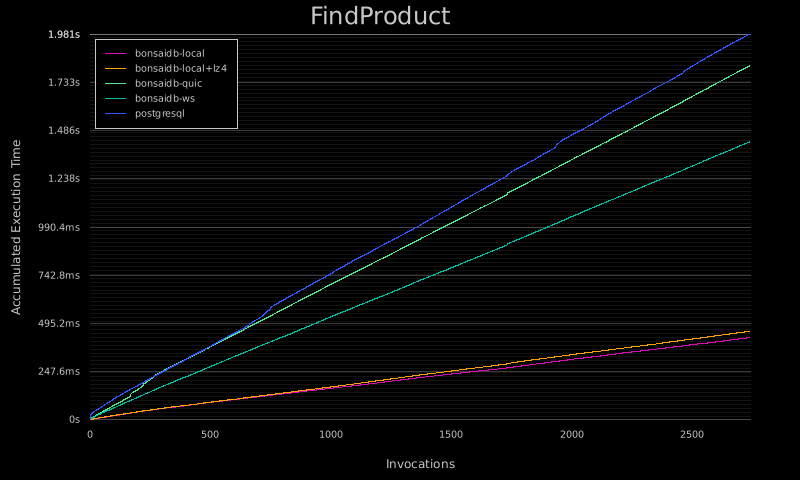 FindProduct
1.981s
1.733s
1.486s
1.238s
990.4ms
742.8ms
495.2ms
247.6ms
0s
Accumulated Execution Time
bonsaidb-local
bonsaidb-local+lz4
bonsaidb-quic
bonsaidb-ws
postgresql
0 500 1000 1500 2000 2500
Invocations